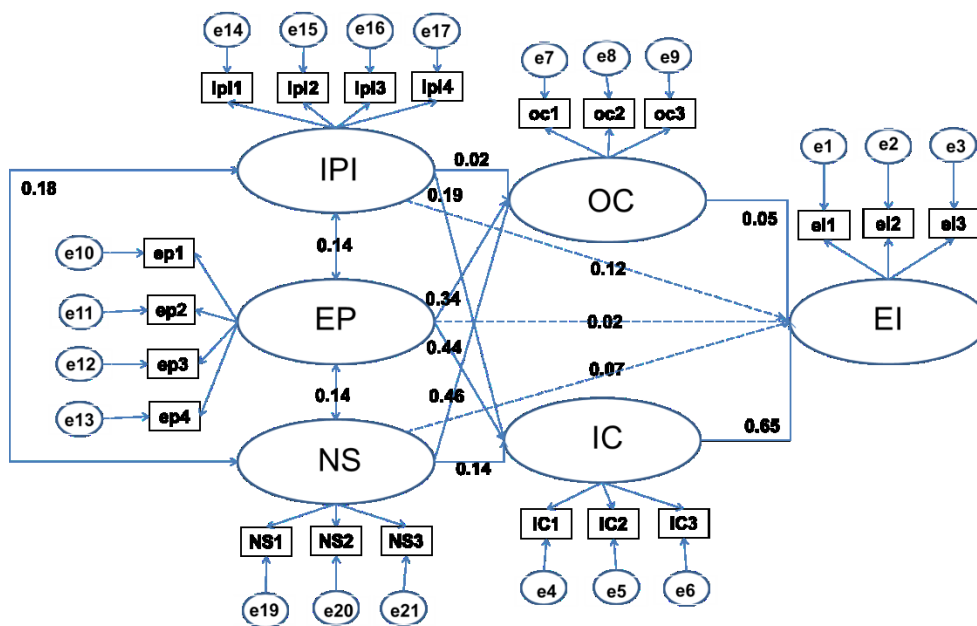 e14 e15 e16 e17
Ipl1 Ipl2 Ipl3 Ipl4
IPI
e7 e8 e9
oc1 oc2 oc3
OC
e1 e2 e3
el1 el2 el3
EI
0.02
0.18
0.19
0.05
0.14
0.12
e10 ep1
e11 ep2
e12 ep3
e13 ep4
EP
0.34
0.02
0.44
0.07
0.14
0.46
NS
0.14
0.65
IC
NS1 NS2 NS3
e19 e20 e21
IC1 IC2 IC3
e4 e5 e6